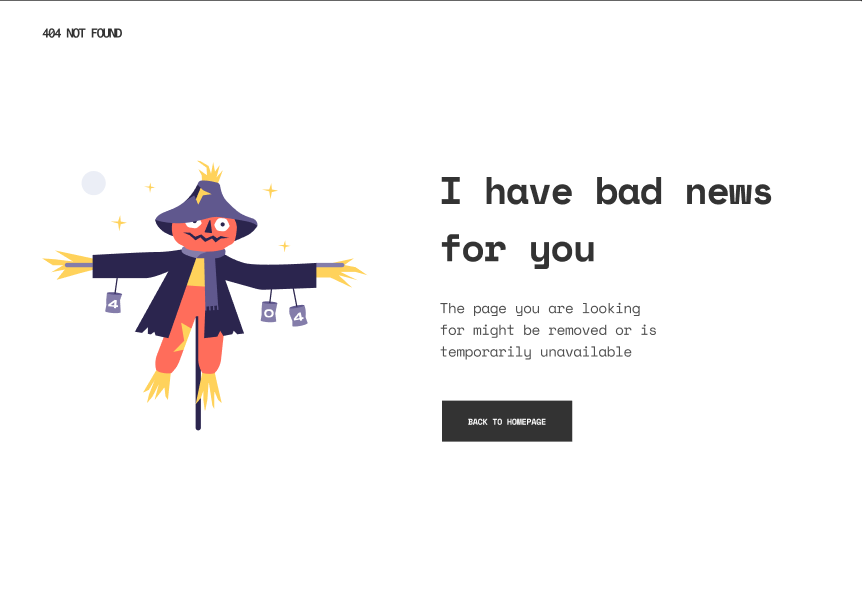 404 NOT FOUND
I have bad news
for you
4
0
4
The page you are looking
for might be removed or is
temporarily unavailable
BACK TO HOMEPAGE